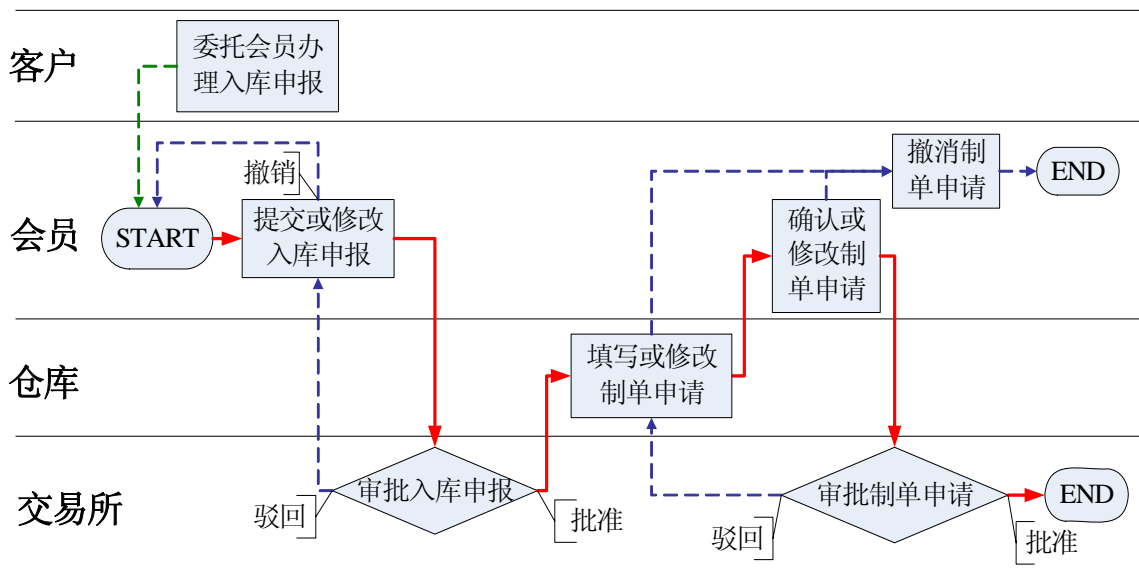 客户
委托会员办
理入库申报
会员
START
撤销
提交或修改
入库申报
确认或
修改制
单申请
撤消制
单申请
END
仓库
填写或修改
制单申请
交易所
审批入库申报
驳回
批准
审批制单申请
驳回
批准
END